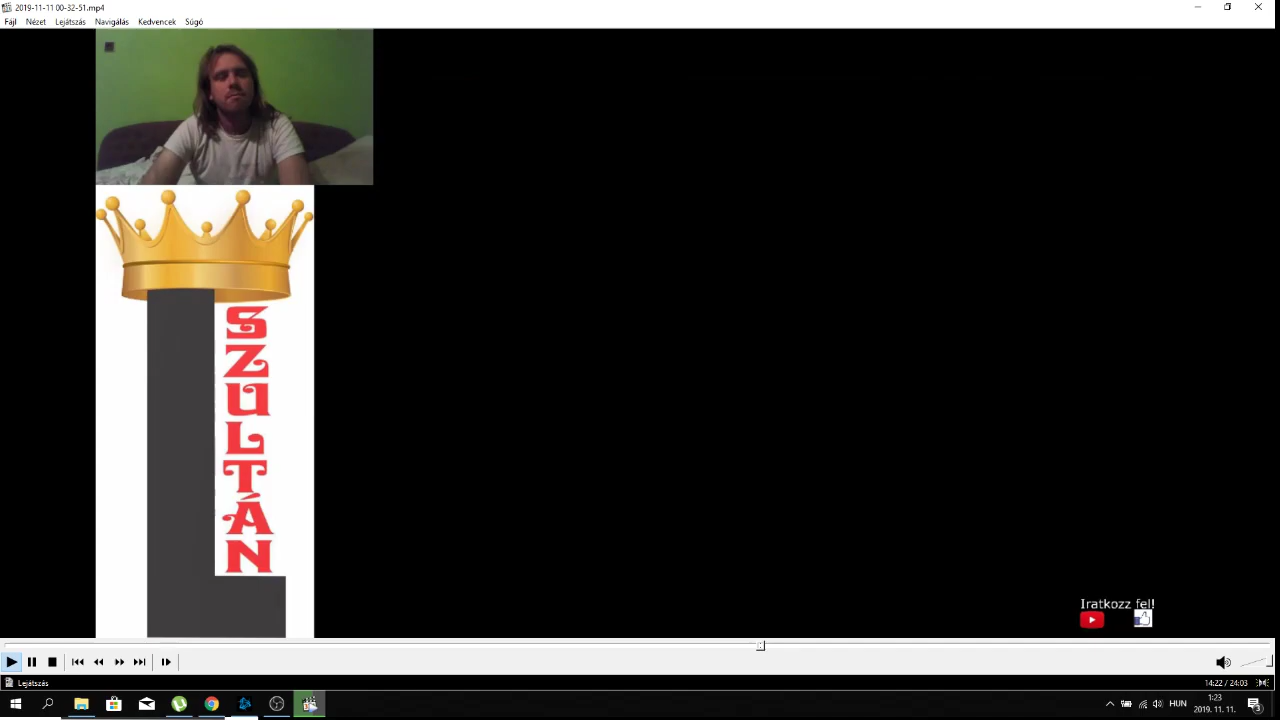 2019-11-11 00-32-51.mp4
Fájl Nézet Lejátszás Navigálás Kedvencek Súgó
SZULTÁN
Iratkozz fel!
Lejátszás
14:22 / 24:03
HUN
1:23
2019. 11. 11.
3